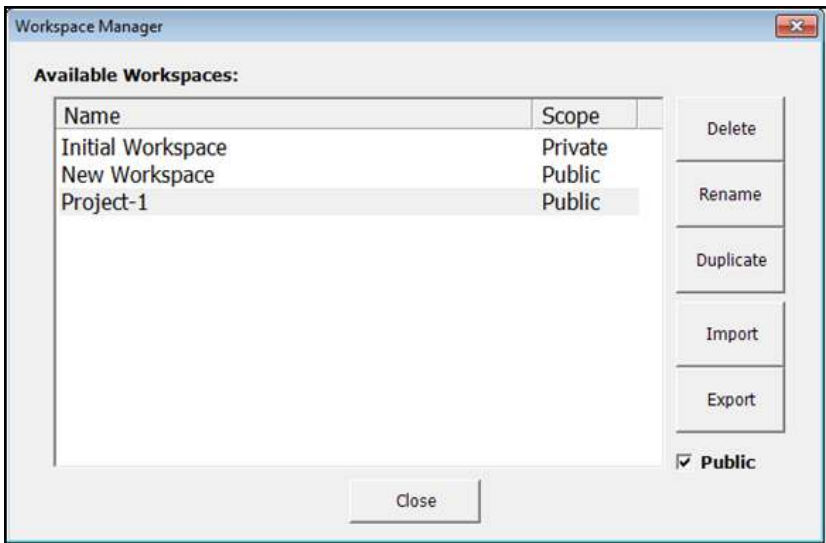 Workspace Manager
Available Workspaces:
Name Scope
Initial Workspace Private
New Workspace Public
Project-1 Public
Delete
Rename
Duplicate
Import
Export
Public
Close